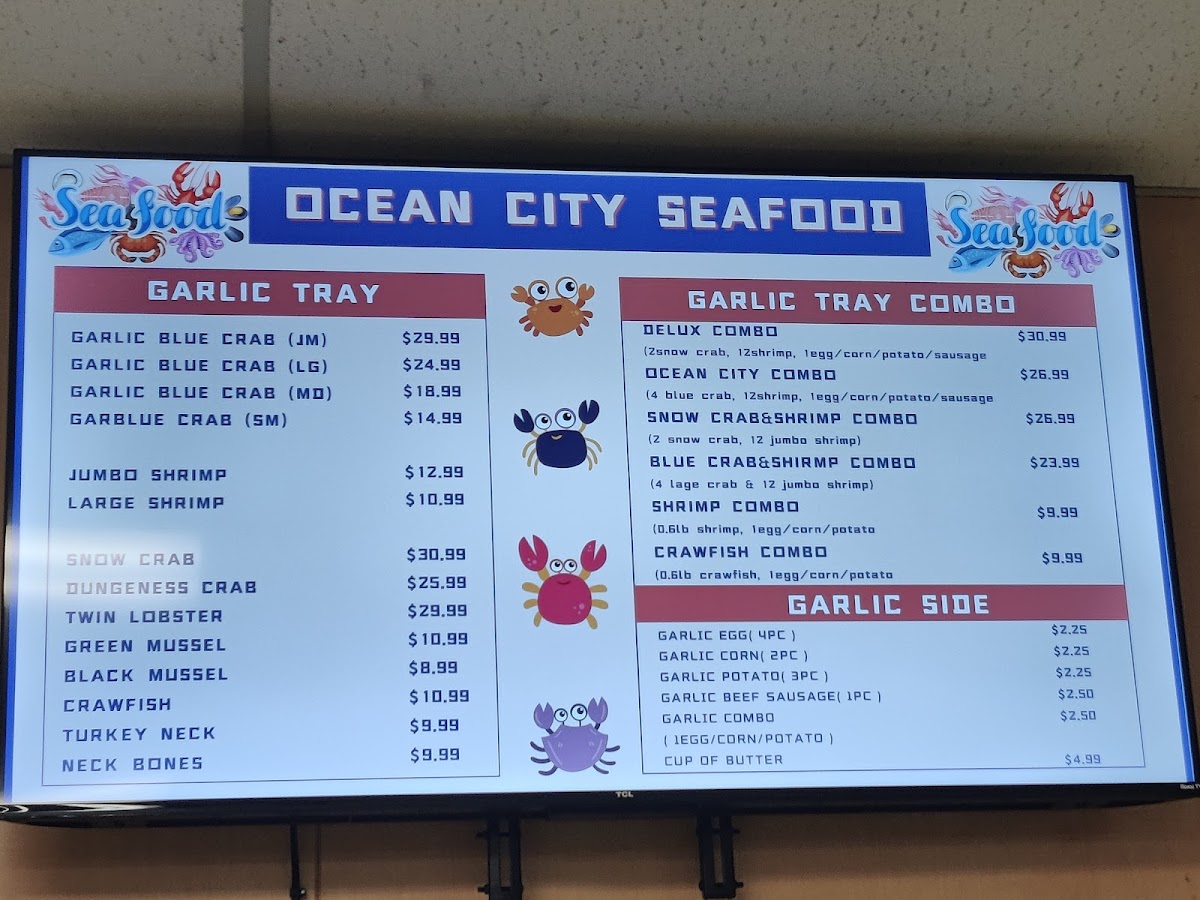 Seafood
OCEAN CITY SEAFOOD
Seafood
GARLIC TRAY
GARLIC BLUE CRAB (JM) $29.99
GARLIC BLUE CRAB (LG) $24.99
GARLIC BLUE CRAB (MD) $18.99
GARBLUE CRAB (SM) $14.99
JUMBO SHRIMP $12.99
LARGE SHRIMP $10.99
SNOW CRAB $30.99
DUNGENESS CRAB $25.99
TWIN LOBSTER $29.99
GREEN MUSSEL $10.99
BLACK MUSSEL $8.99
CRAWFISH $10.99
TURKEY NECK $9.99
NECK BONES $9.99
GARLIC TRAY COMBO
DELUX COMBO $30.99
(2snow crab, 12shrimp, 1egg/corn/potato/sausage
OCEAN CITY COMBO $26.99
(4 blue crab, 12shrimp, 1egg/corn/potato/sausage
SNOW CRAB&SHRIMP COMBO $26.99
(2 snow crab, 12 jumbo shrimp)
BLUE CRAB&SHIRMP COMBO $23.99
(4 lage crab & 12 jumbo shrimp)
SHRIMP COMBO $9.99
(0.6lb shrimp, 1egg/corn/potato
CRAWFISH COMBO $9.99
(0.6lb crawfish, 1egg/corn/potato
GARLIC SIDE
GARLIC EGG( 4PC ) $2.25
GARLIC CORN( 2PC ) $2.25
GARLIC POTATO( 3PC ) $2.25
GARLIC BEEF SAUSAGE( 1PC ) $2.50
GARLIC COMBO $2.50
( 1EGG/CORN/POTATO )
CUP OF BUTTER $4.99
TCL
Roku TV